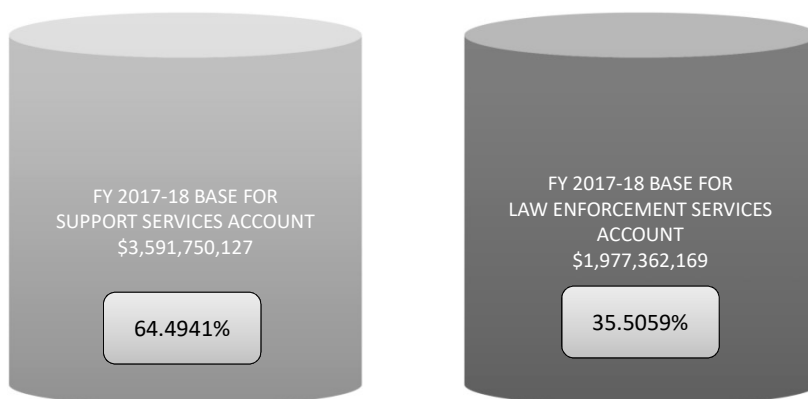 FY 2017-18 BASE FOR
SUPPORT SERVICES ACCOUNT
$3,591,750,127
64.4941%
FY 2017-18 BASE FOR
LAW ENFORCEMENT SERVICES
ACCOUNT
$1,977,362,169
35.5059%